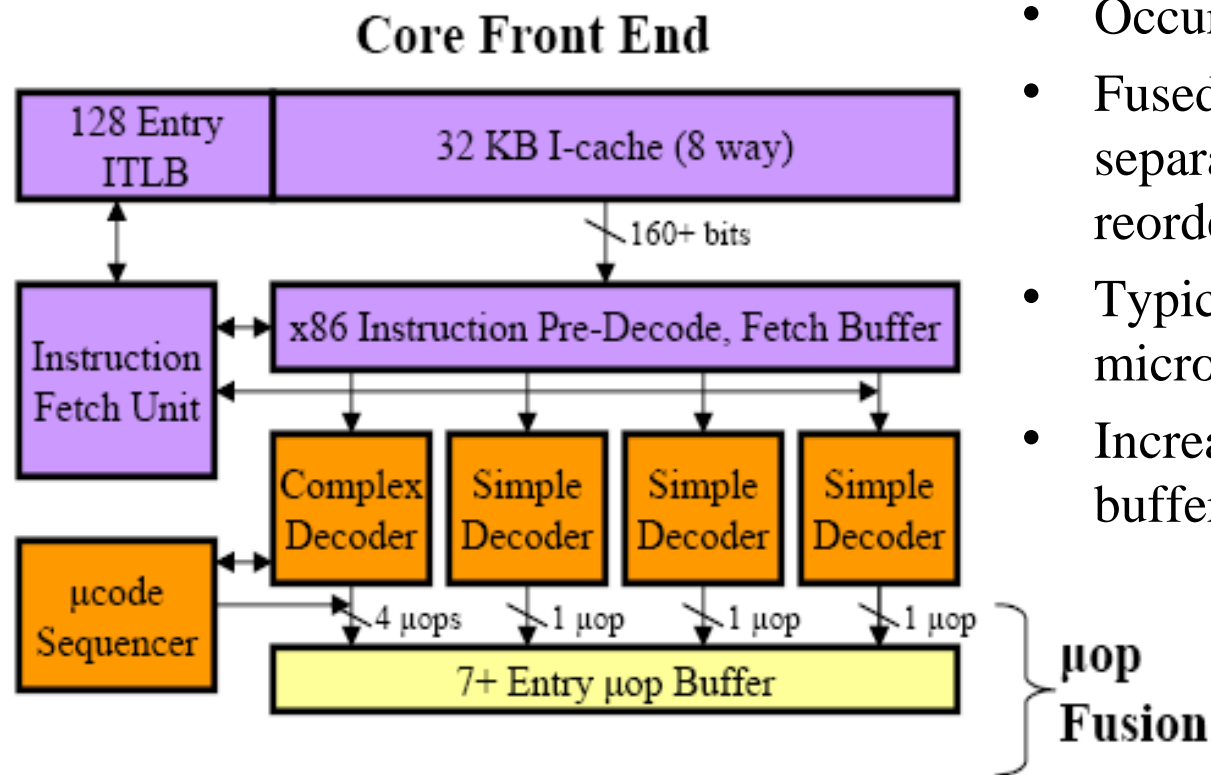 Core Front End
128 Entry
ITLB
32 KB I-cache (8 way)
160+ bits
Instruction
Fetch Unit
x86 Instruction Pre-Decode, Fetch Buffer
Complex
Decoder
Simple
Decoder
Simple
Decoder
Simple
Decoder
μcode
Sequencer
4 μops
1 μop
1 μop
1 μop
7+ Entry μop Buffer
μop
Fusion
•
• Fused
•
•